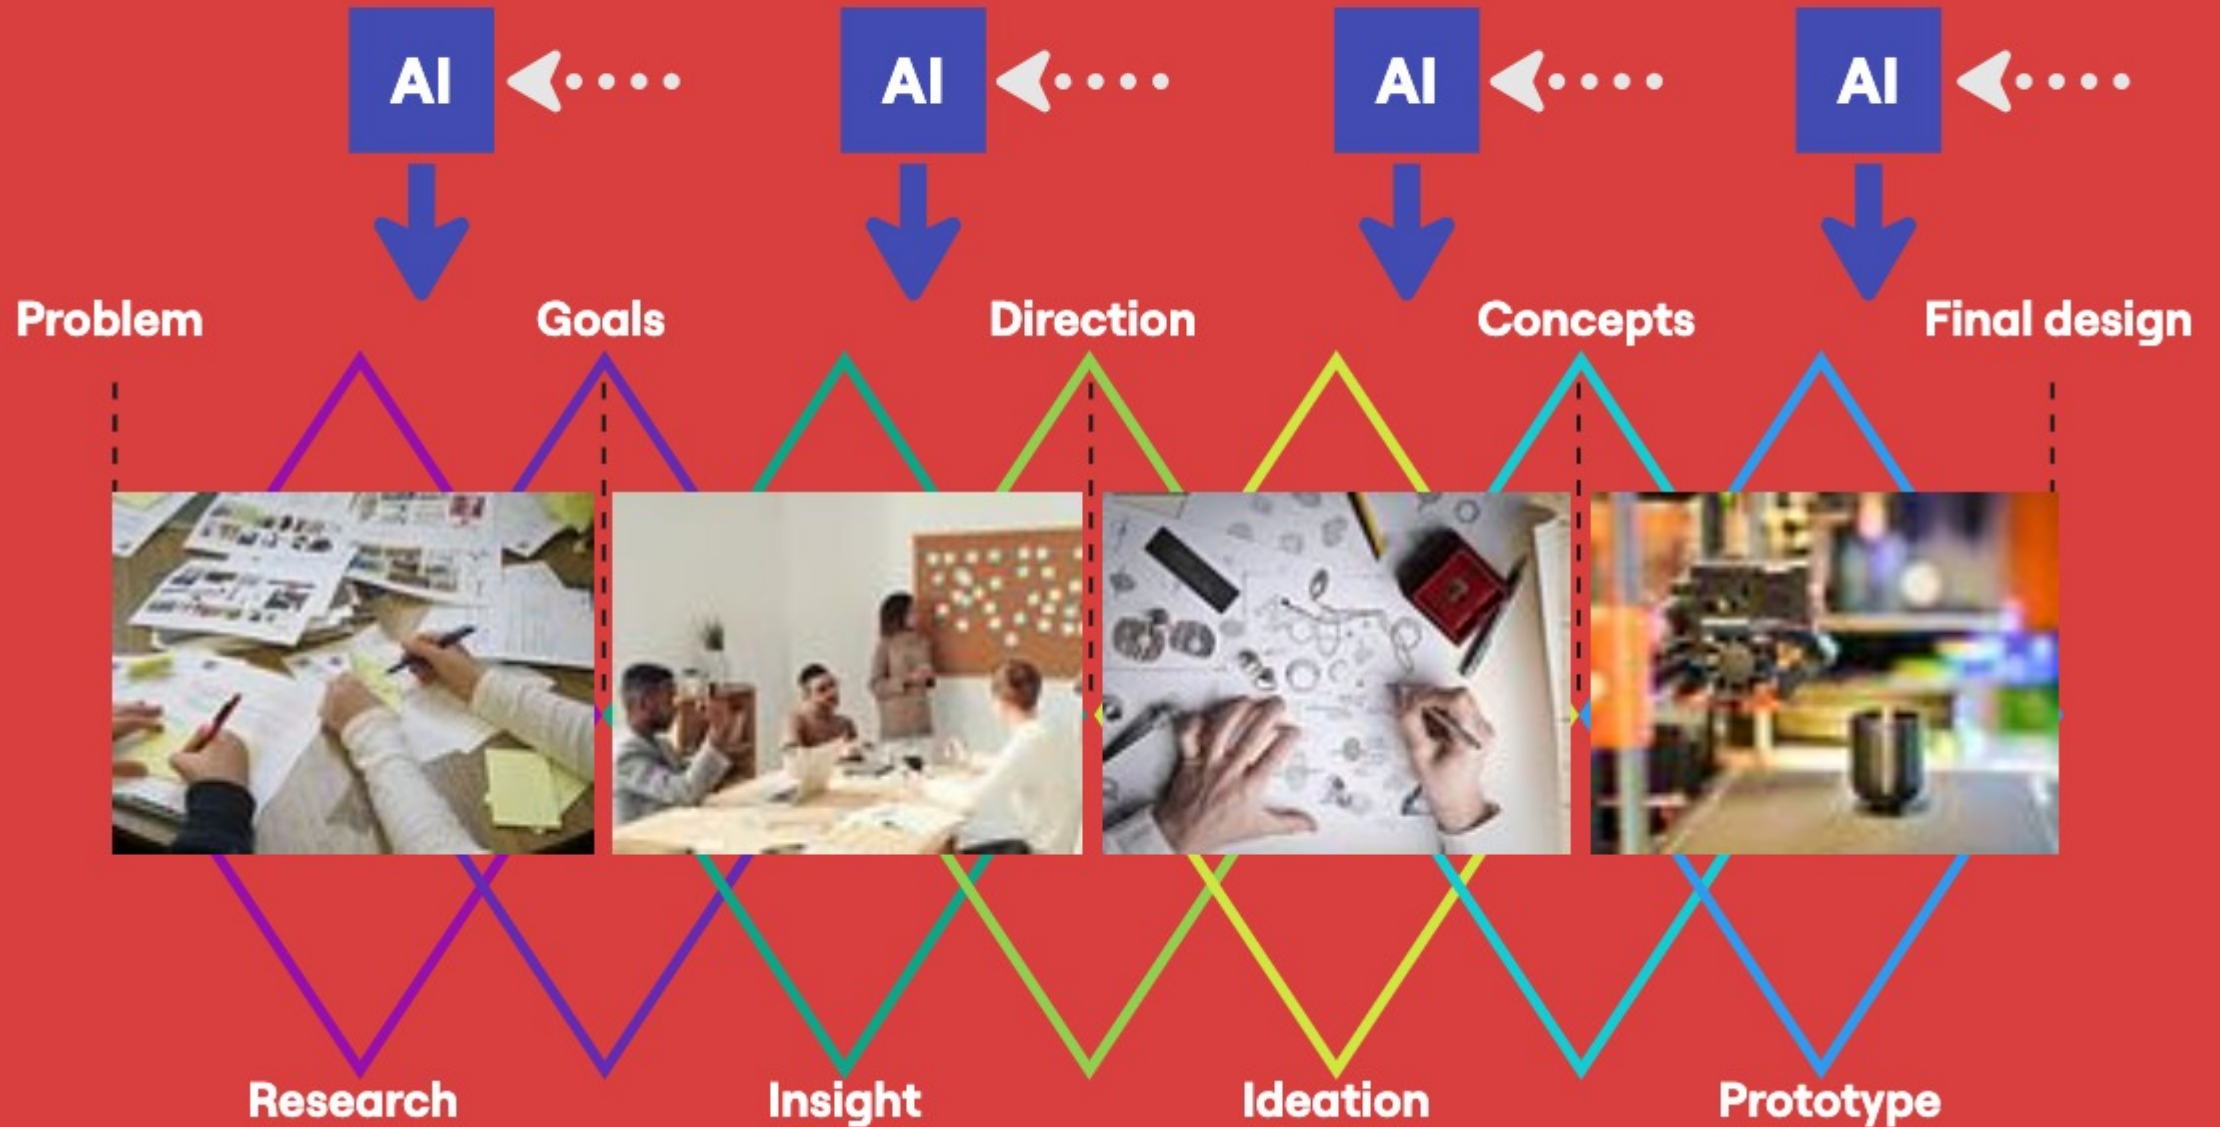 AI
AI
AI
AI
Problem
Goals
Direction
Concepts
Final design
Research
Insight
Ideation
Prototype